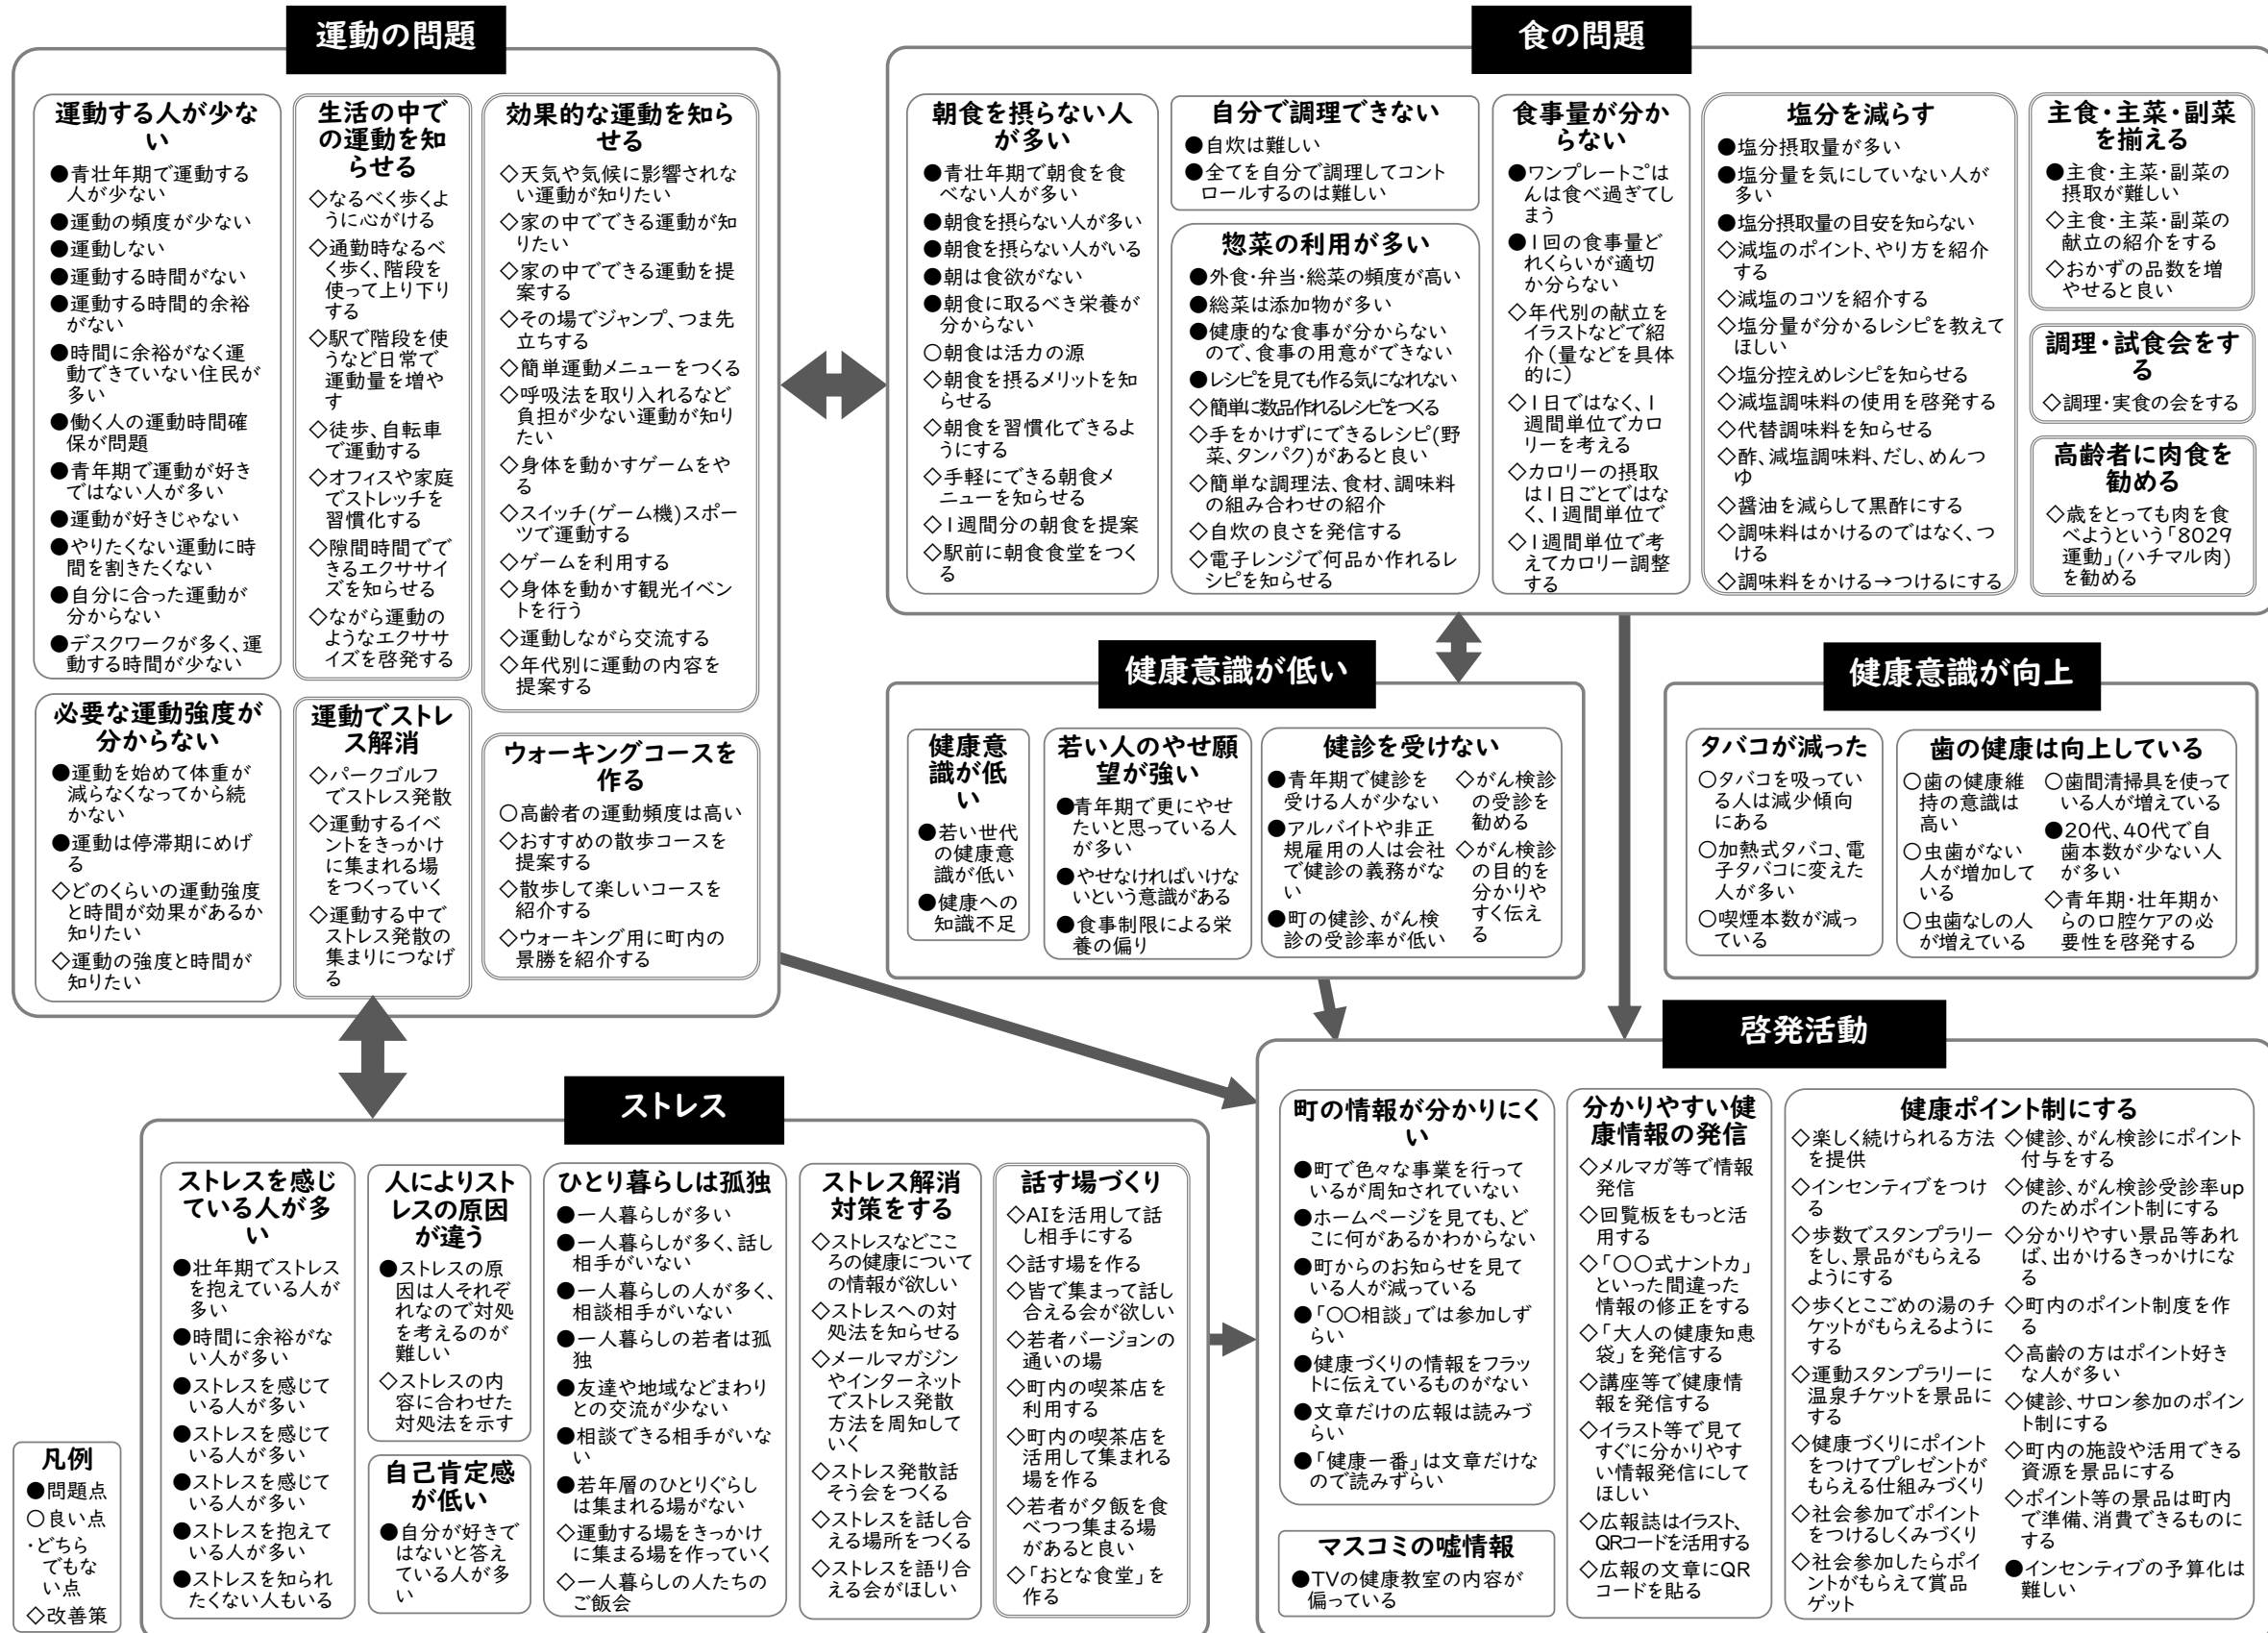 運動の問題
運動する人が少な
い
●青壮年期で運動する
人が少ない
●運動の頻度が少ない
●運動しない
●運動する時間がない
●運動する時間的余裕
がない
●時間に余裕がなく運
動できていない住民が
多い
●働く人の運動時間確
保が問題
●青年期で運動が好き
ではない人が多い
●運動が好きじゃない
●やりたくない運動に時
間を割きたくない
●自分に合った運動が
分からない
●デスクワークが多く、運
動する時間が少ない
生活の中で
の運動を知
らせる
◇なるべく歩くよ
うに心がける
◇通勤時なるべ
く歩く、階段を
使って上り下り
する
◇駅で階段を使
うなど日常で
運動量を増や
す
◇徒歩、自転車
で運動する
◇オフィスや家庭
でストレッチを
習慣化する
◇隙間時間でで
きるエクササイ
ズを知らせる
◇ながら運動の
ようなエクササ
イズを啓発する
効果的な運動を知ら
せる
◇天気や気候に影響されな
い運動が知りたい
◇家の中でできる運動が知
りたい
◇家の中でできる運動を提
案する
◇その場でジャンプ、つま先
立ちする
◇簡単運動メニューをつくる
◇呼吸法を取り入れるなど
負担が少ない運動が知り
たい
◇身体を動かすゲームをや
る
◇スイッチ(ゲーム機)スポー
ツで運動する
◇ゲームを利用する
◇身体を動かす観光イベン
トを行う
◇運動しながら交流する
◇年代別に運動の内容を
提案する
必要な運動強度が
分からない
●運動を始めて体重が
減らなくなってから続
かない
●運動は停滞期にめげ
る
◇どのくらいの運動強度
と時間が効果があるか
知りたい
◇運動の強度と時間が
知りたい
運動でストレ
ス解消
◇パークゴルフ
でストレス発散
◇運動するイベ
ントをきっかけ
に集まれる場
をつくっていく
◇運動する中で
ストレス発散の
集まりにつなげ
る
ウォーキングコースを
作る
○高齢者の運動頻度は高い
◇おすすめの散歩コースを
提案する
◇散歩して楽しいコースを
紹介する
◇ウォーキング用に町内の
景勝を紹介する
食の問題
朝食を摂らない人
が多い
●青壮年期で朝食を食
べない人が多い
●朝食を摂らない人が多い
●朝食を摂らない人がいる
●朝は食欲がない
●朝食に取るべき栄養が
分からない
○朝食は活力の源
◇朝食を摂るメリットを知
らせる
◇朝食を習慣化できるよ
うにする
◇手軽にできる朝食メ
ニューを知らせる
◇1週間分の朝食を提案
◇駅前に朝食食堂をつく
る
自分で調理できない
●自炊は難しい
●全てを自分で調理してコント
ロールするのは難しい
惣菜の利用が多い
●外食・弁当・総菜の頻度が高い
●総菜は添加物が多い
●健康的な食事が分からない
ので、食事の用意ができない
●レシピを見ても作る気になれない
◇簡単に数品作れるレシピをつくる
◇手をかけずにできるレシピ(野
菜、タンパク)があると良い
◇簡単な調理法、食材、調味料
の組み合わせの紹介
◇自炊の良さを発信する
◇電子レンジで何品か作れるレ
シピを知らせる
食事量が分か
らない
●ワンプレートごは
んは食べ過ぎてし
まう
●1回の食事量ど
れくらいが適切
か分らない
◇年代別の献立を
イラストなどで紹
介（量などを具体
的に）
◇1日ではなく、1
週間単位でカロ
リーを考える
◇カロリーの摂取
は1日ごとではな
く、1週間単位で
◇1週間単位で考
えてカロリー調整
する
塩分を減らす
●塩分摂取量が多い
●塩分量を気にしていない人が
多い
●塩分摂取量の目安を知らない
◇減塩のポイント、やり方を紹介
する
◇減塩のコツを紹介する
◇塩分量が分かるレシピを教えて
ほしい
◇塩分控えめレシピを知らせる
◇減塩調味料の使用を啓発する
◇代替調味料を知らせる
◇酢、減塩調味料、だし、めんつ
ゆ
◇醤油を減らして黒酢にする
◇調味料はかけるのではなく、つ
ける
◇調味料をかける→つけるにする
主食・主菜・副菜
を揃える
●主食・主菜・副菜の
摂取が難しい
◇主食・主菜・副菜の
献立の紹介をする
◇おかずの品数を増
やせると良い
調理・試食会をす
る
◇調理・実食の会をする
高齢者に肉食を
勧める
◇歳をとっても肉を食
べようという「8029
運動」(ハチマル肉)
を勧める
健康意識が低い
健康意
識が低
い
●若い世代
の健康意
識が低い
●健康への
知識不足
若い人のやせ願
望が強い
●青年期で更にやせ
たいと思っている人
が多い
●やせなければいけな
いという意識がある
●食事制限による栄
養の偏り
健診を受けない
●青年期で健診を
受ける人が少ない
●アルバイトや非正
規雇用の人は会社
で健診の義務がな
い
●町の健診、がん検
診の受診率が低い
◇がん検診
の受診を
勧める
◇がん検診
の目的を
分かりや
すく伝え
る
健康意識が向上
タバコが減った
○タバコを吸ってい
る人は減少傾向
にある
○加熱式タバコ、電
子タバコに変えた
人が多い
○喫煙本数が減っ
ている
歯の健康は向上している
○歯の健康維
持の意識は
高い
○虫歯がない
人が増加して
いる
○虫歯なしの人
が増えている
○歯間清掃具を使って
いる人が増えている
●20代、40代で自
歯本数が少ない人
が多い
◇青年期・壮年期か
らの口腔ケアの必
要性を啓発する
ストレス
ストレスを感じ
ている人が多
い
●壮年期でストレス
を抱えている人が
多い
●時間に余裕がな
い人が多い
●ストレスを感じて
いる人が多い
●ストレスを感じて
いる人が多い
●ストレスを感じて
いる人が多い
●ストレスを抱えて
いる人が多い
●ストレスを知られ
たくない人もいる
人によりスト
レスの原因
が違う
●ストレスの原
因は人それぞ
れなので対処
を考えるのが
難しい
◇ストレスの内
容に合わせた
対処法を示す
自己肯定感
が低い
●自分が好きで
はないと答え
ている人が多
い
ひとり暮らしは孤独
●一人暮らしが多い
●一人暮らしが多く、話し
相手がいない
●一人暮らしの人が多く、
相談相手がいない
●一人暮らしの若者は孤
独
●友達や地域などまわり
との交流が少ない
●相談できる相手がいな
い
●若年層のひとりぐらし
は集まれる場がない
◇運動する場をきっかけ
に集まる場を作っていく
◇一人暮らしの人たちの
ご飯会
ストレス解消
対策をする
◇ストレスなどここ
ろの健康について
の情報が欲しい
◇ストレスへの対
処法を知らせる
◇メールマガジン
やインターネット
でストレス発散
方法を周知して
いく
◇ストレス発散話
そう会をつくる
◇ストレスを話し合
える場所をつくる
◇ストレスを語り合
える会がほしい
話す場づくり
◇AIを活用して話
し相手にする
◇話す場を作る
◇皆で集まって話し
合える会が欲しい
◇若者バージョンの
通いの場
◇町内の喫茶店を
利用する
◇町内の喫茶店を
活用して集まれる
場を作る
◇若者が夕飯を食
べつつ集まる場
があると良い
◇「おとな食堂」を
作る
啓発活動
町の情報が分かりにく
い
●町で色々な事業を行って
いるが周知されていない
●ホームページを見ても、ど
こに何があるかわからない
●町からのお知らせを見て
いる人が減っている
●「〇〇相談」では参加しず
らい
●健康づくりの情報をフラッ
トに伝えているものがない
●文章だけの広報は読みづ
らい
●「健康一番」は文章だけな
ので読みずらい
マスコミの嘘情報
●TVの健康教室の内容が
偏っている
分かりやすい健
康情報の発信
◇メルマガ等で情報
発信
◇回覧板をもっと活
用する
◇「〇〇式ナントカ」
といった間違った
情報の修正をする
◇「大人の健康知恵
袋」を発信する
◇講座等で健康情
報を発信する
◇イラスト等で見て
すぐに分かりやす
い情報発信にして
ほしい
◇広報誌はイラスト、
QRコードを活用する
◇広報の文章にQR
コードを貼る
健康ポイント制にする
◇楽しく続けられる方法
を提供
◇インセンティブをつけ
る
◇歩数でスタンプラリー
をし、景品がもらえる
ようにする
◇歩くとこごめの湯のチ
ケットがもらえるように
する
◇運動スタンプラリーに
温泉チケットを景品に
する
◇健康づくりにポイント
をつけてプレゼントが
もらえる仕組みづくり
◇社会参加でポイント
をつけるしくみづくり
◇社会参加したらポイ
ントがもらえて賞品
ゲット
◇健診、がん検診にポイント
付与をする
◇健診、がん検診受診率up
のためポイント制にする
◇分かりやすい景品等あれ
ば、出かけるきっかけにな
る
◇町内のポイント制度を作
る
◇高齢の方はポイント好き
な人が多い
◇健診、サロン参加のポイン
ト制にする
◇町内の施設や活用できる
資源を景品にする
◇ポイント等の景品は町内
で準備、消費できるものに
する
●インセンティブの予算化は
難しい
凡例
●問題点
○良い点
・どちら
でもな
い点
◇改善策